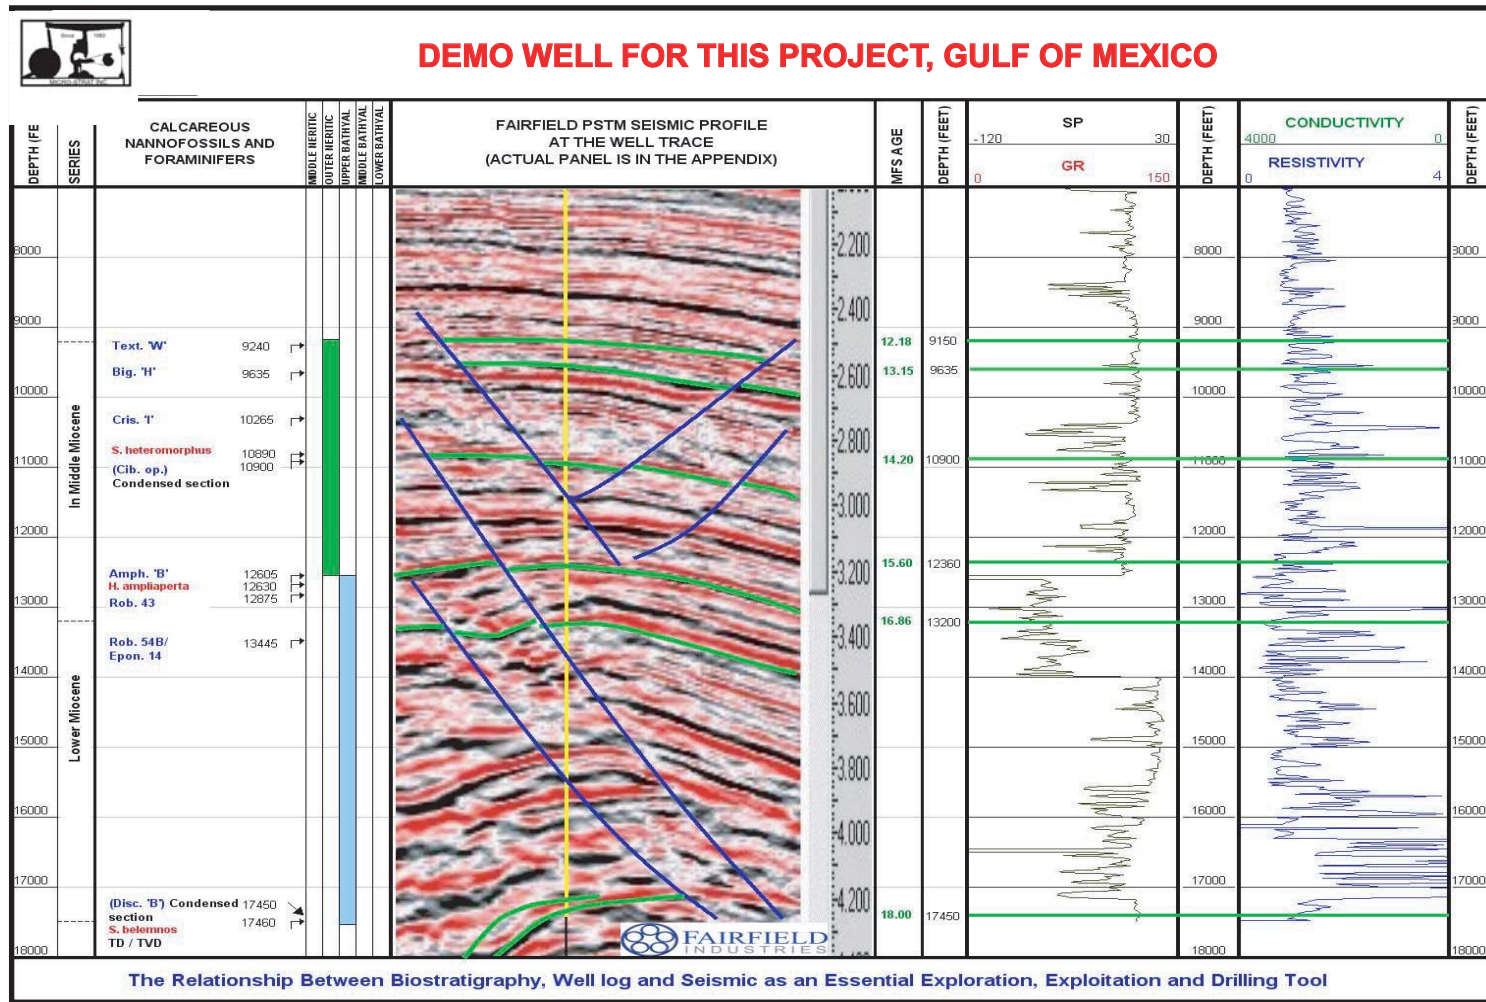 DEMO WELL FOR THIS PROJECT, GULF OF MEXICO
Since 1983
MICRO-STRAT INC.
DEPTH (FE
SERIES
CALCAREOUS
NANNOFOSSILS AND
FORAMINIFERS
MIDDLE NERITIC
OUTER NERITIC
UPPER BATHYAL
MIDDLE BATHYAL
LOWER BATHYAL
FAIRFIELD PSTM SEISMIC PROFILE
AT THE WELL TRACE
(ACTUAL PANEL IS IN THE APPENDIX)
MFS AGE
DEPTH (FEET)
SP
-120 30
GR
0 150
DEPTH (FEET)
CONDUCTIVITY
4000 0
RESISTIVITY
0 4
DEPTH (FEET)
8000
9000
10000
11000
12000
13000
14000
15000
16000
17000
18000
In Middle Miocene
Lower Miocene
Text. 'W' 9240
Big. 'H' 9635
Cris. 'I' 10265
S. heteromorphus 10890
(Cib. op.) 10900
Condensed section
Amph. 'B' 12605
H. ampliaperta 12630
Rob. 43 12875
Rob. 54B/ 13445
Epon. 14
(Disc. 'B') Condensed 17450
section
S. belemnos 17460
TD / TVD
2.200
2.400
2.600
2.800
3.000
3.200
3.400
3.600
3.800
4.000
4.200
FAIRFIELD
INDUSTRIES
12.18 9150
13.15 9635
14.20 10900
15.60 12360
16.86 13200
18.00 17450
8000
9000
10000
11000
12000
13000
14000
15000
16000
17000
18000
8000
9000
10000
11000
12000
13000
14000
15000
16000
17000
18000
The Relationship Between Biostratigraphy, Well log and Seismic as an Essential Exploration, Exploitation and Drilling Tool